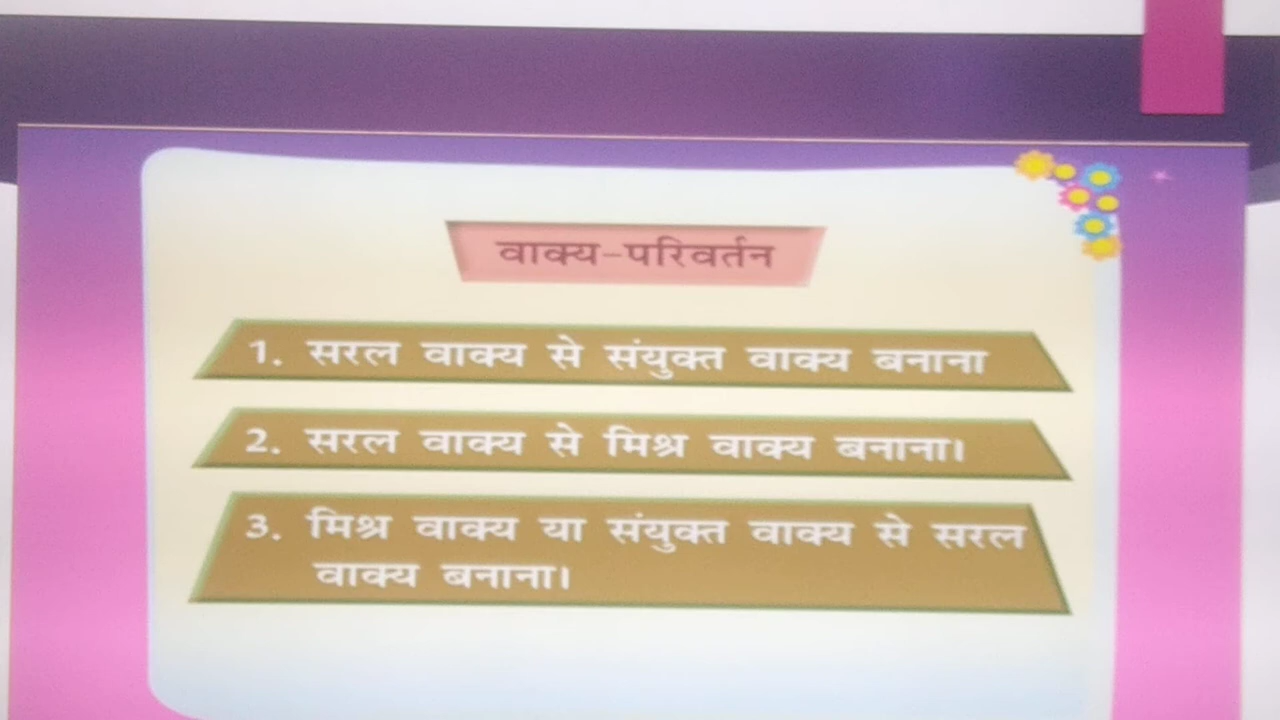 वाक्य-परिवर्तन
1. सरल वाक्य से संयुक्त वाक्य बनाना
2. सरल वाक्य से मिश्र वाक्य बनाना।
3. मिश्र वाक्य या संयुक्त वाक्य से सरल
वाक्य बनाना।